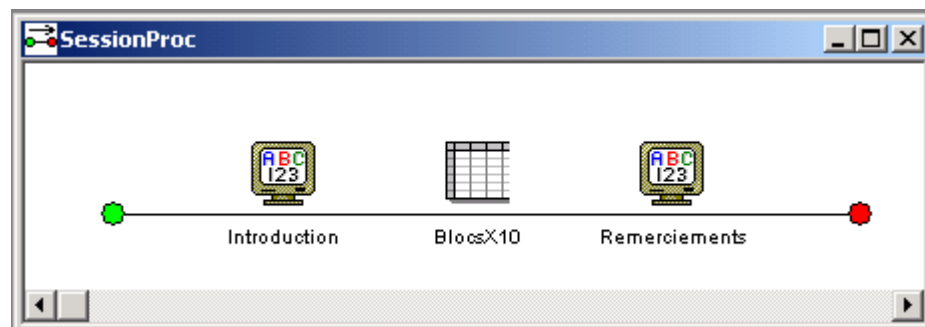 SessionProc
ABC
123
ABC
123
Introduction
BlocsX10
Remerciements